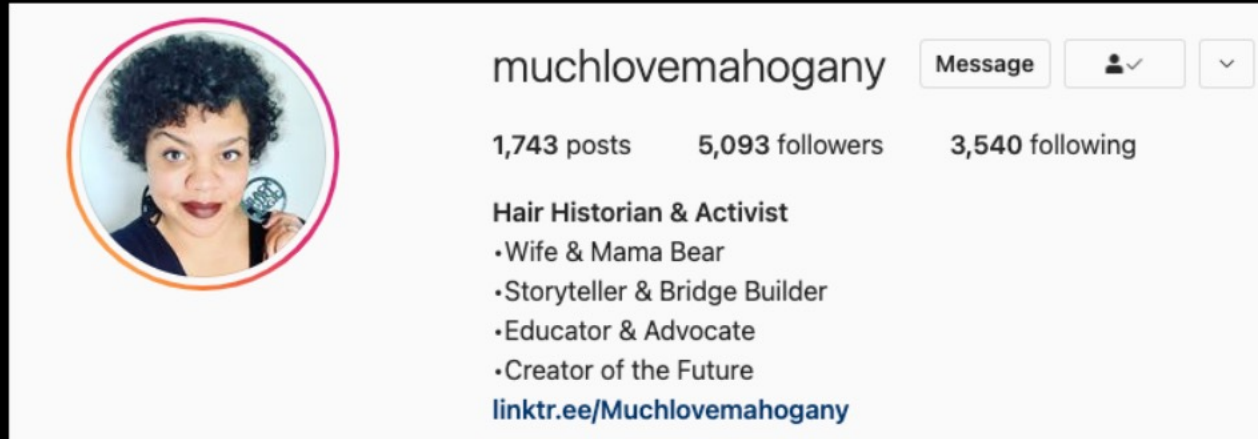 muchlovemahogany Message
1,743 posts 5,093 followers 3,540 following
Hair Historian & Activist
•Wife & Mama Bear
•Storyteller & Bridge Builder
•Educator & Advocate
•Creator of the Future
linktr.ee/Muchlovemahogany